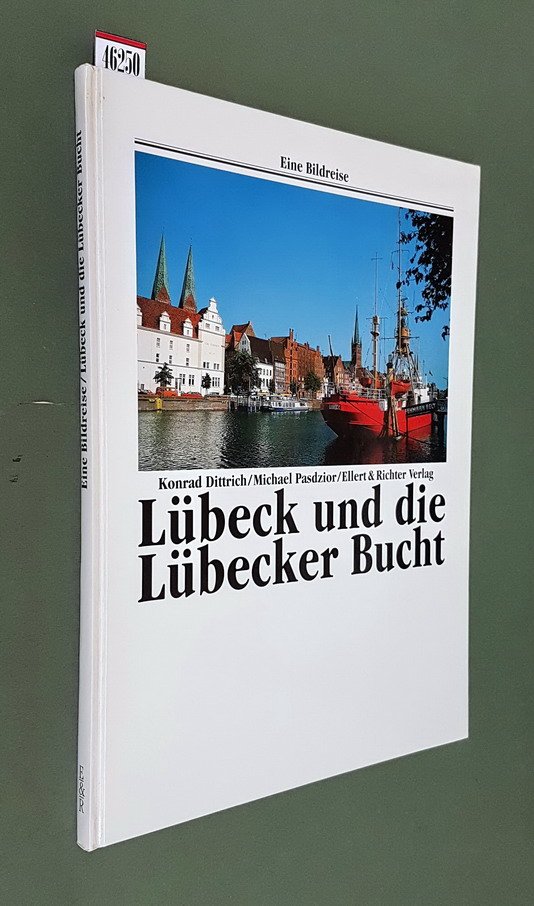 46250
Eine Bildreise
Konrad Dittrich/Michael Pasdzior/Ellert & Richter Verlag
Lübeck und die
Lübecker Bucht
Eine Bildreise/Lübeck und die Lübecker Bucht